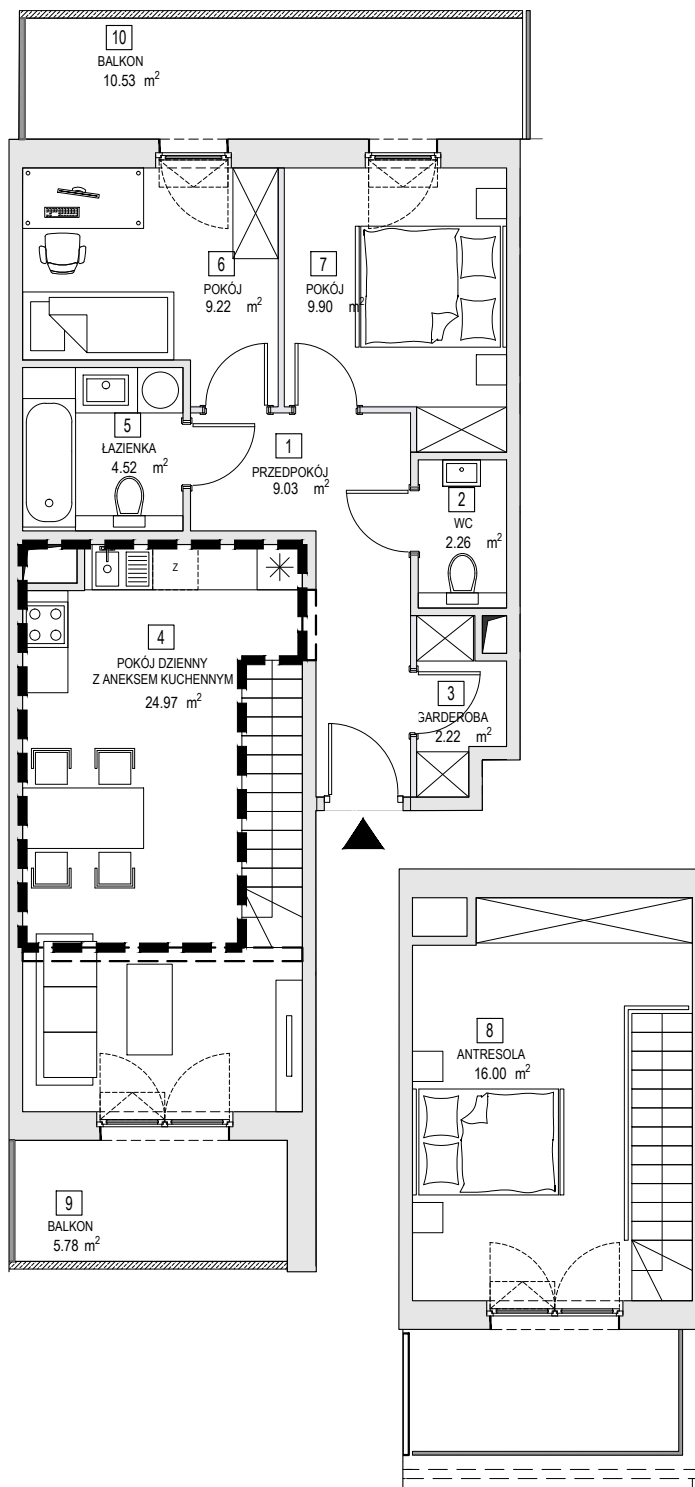 10
BALKON
10.53 m²
6
POKÓJ
9.22 m²
7
POKÓJ
9.90 m²
5
ŁAZIENKA
4.52 m²
1
PRZEDPOKÓJ
9.03 m²
2
WC
2.26 m²
Z
4
POKÓJ DZIENNY
Z ANEKSEM KUCHENNYM
24.97 m²
3
GARDEROBA
2.22 m²
8
ANTRESOLA
16.00 m²
9
BALKON
5.78 m²